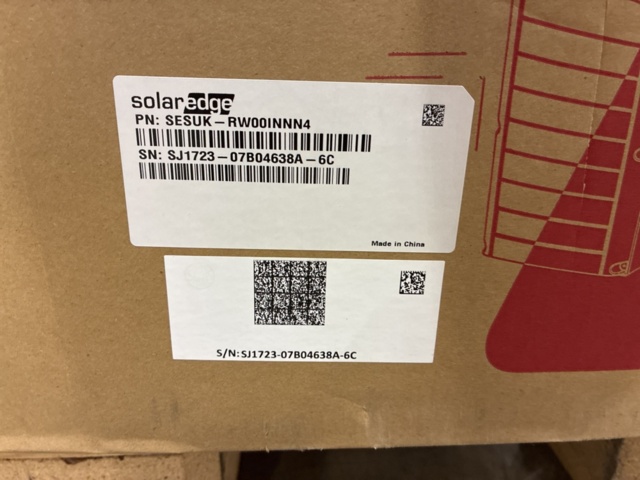 solaredge
PN: SESUK-RW00INNN4
SN: SJ1723-07B04638A-6C
Made in China
S/N: SJ1723-07B04638A-6C